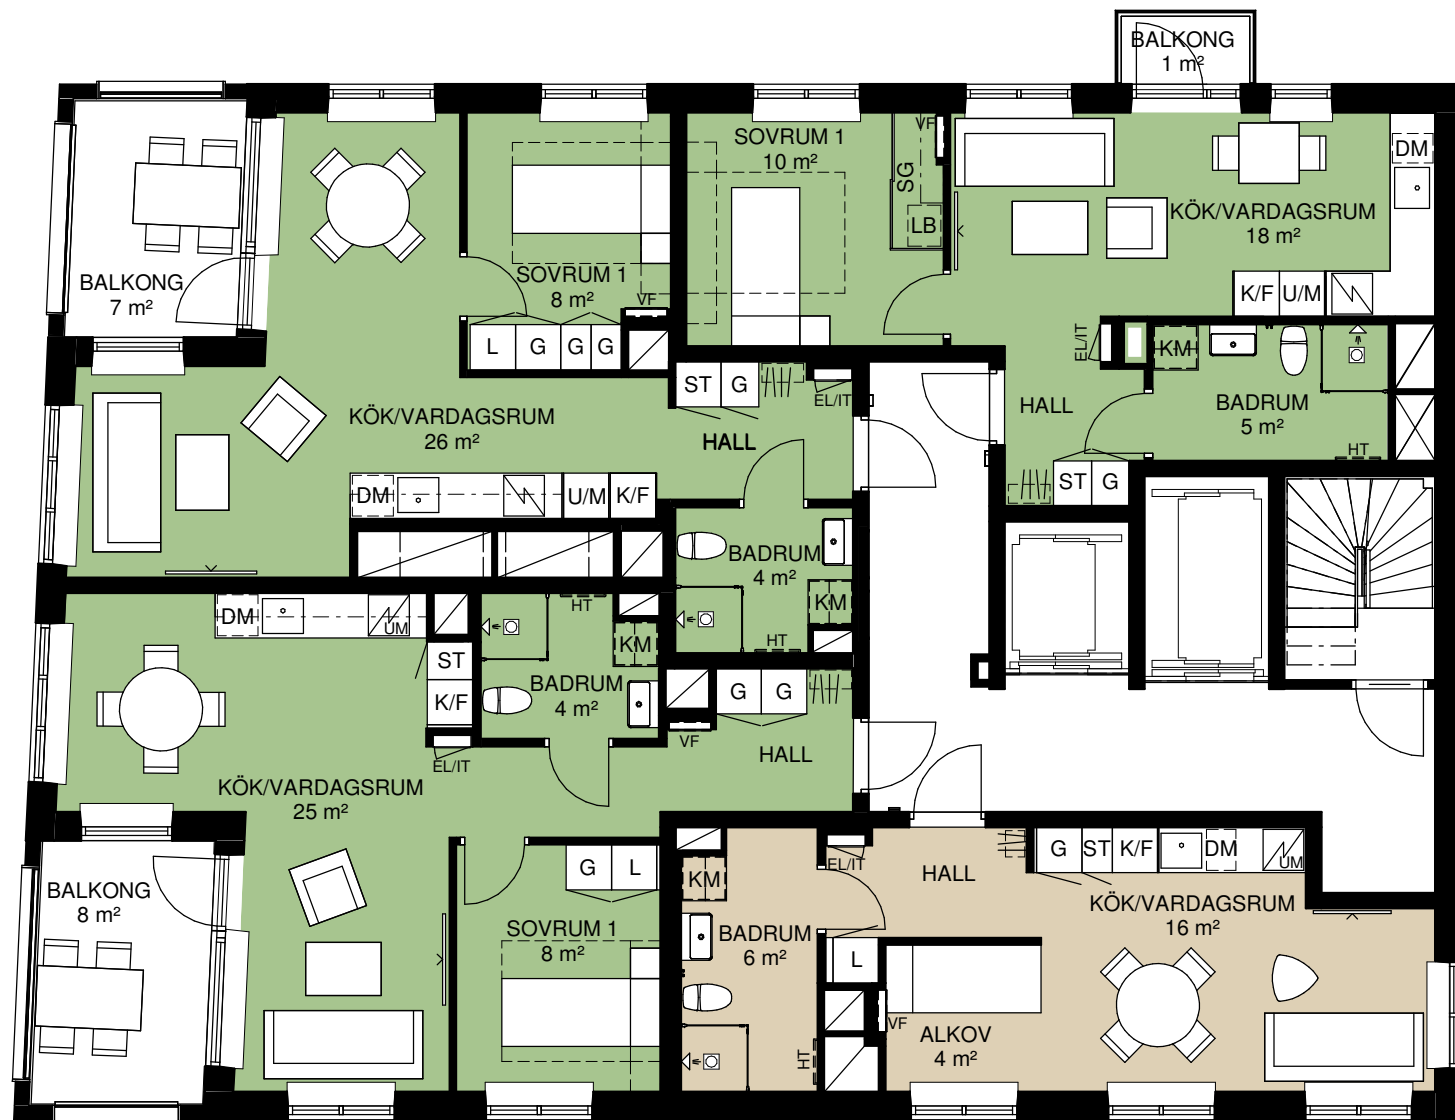 BALKONG
1 m²
SOVRUM 1
10 m²
VF
SG
LB
DM
KÖK/VARDAGSRUM
18 m²
K/F
U/M
BALKONG
7 m²
SOVRUM 1
8 m²
VF
L
G
G
G
EL/IT
KM
ST
G
EL/IT
HALL
BADRUM
5 m²
HT
ST
G
KÖK/VARDAGSRUM
26 m²
HALL
DM
U/M
K/F
BADRUM
4 m²
KM
HT
DM
UM
HT
KM
ST
K/F
BADRUM
4 m²
G
G
VF
HALL
EL/IT
KÖK/VARDAGSRUM
25 m²
G
L
BALKONG
8 m²
SOVRUM 1
8 m²
KM
EL/IT
HALL
G
ST
K/F
DM
UM
KÖK/VARDAGSRUM
16 m²
BADRUM
6 m²
L
VF
ALKOV
4 m²
HT